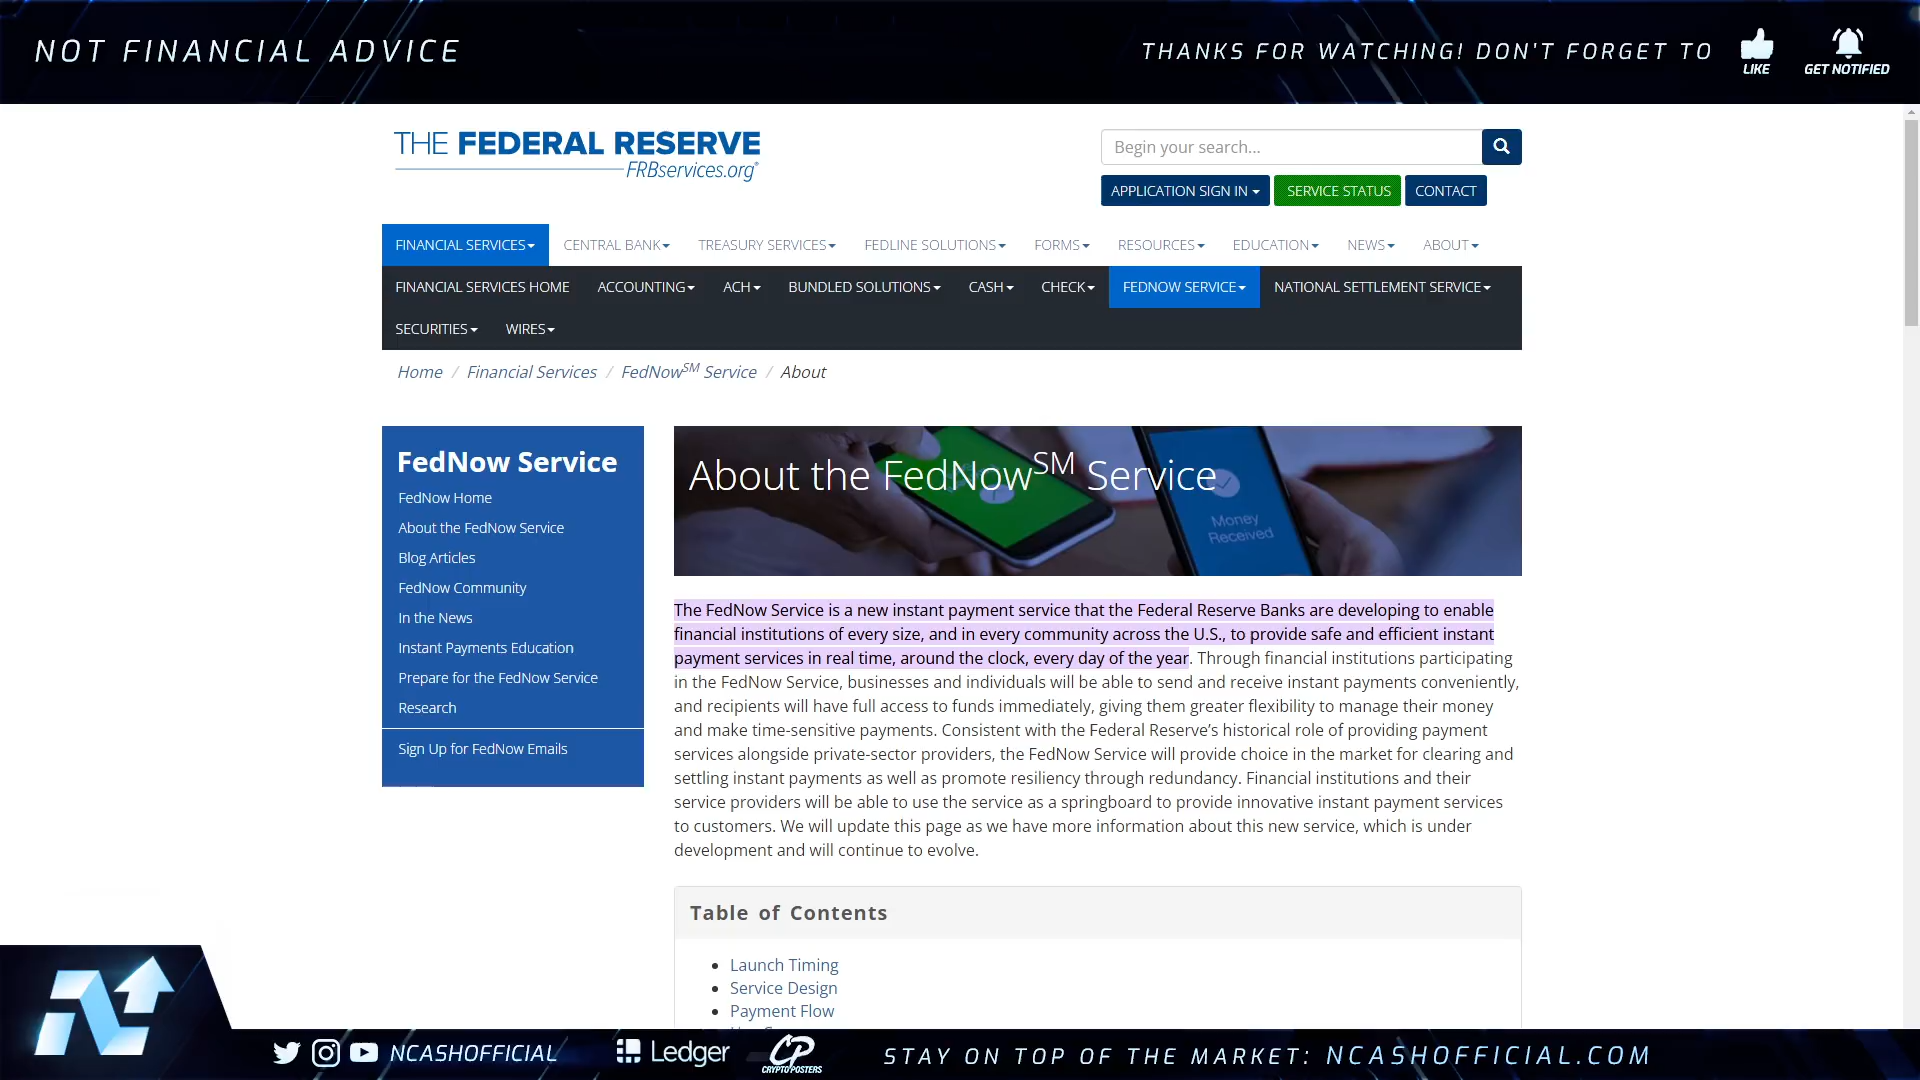 NOT FINANCIAL ADVICE
THANKS FOR WATCHING! DON'T FORGET TO
LIKE
GET NOTIFIED
THE FEDERAL RESERVE
FRBservices.org®
Begin your search...
APPLICATION SIGN IN
SERVICE STATUS
CONTACT
FINANCIAL SERVICES CENTRAL BANK TREASURY SERVICES FEDLINE SOLUTIONS FORMS RESOURCES EDUCATION NEWS ABOUT
FINANCIAL SERVICES HOME ACCOUNTING ACH BUNDLED SOLUTIONS CASH CHECK FEDNOW SERVICE NATIONAL SETTLEMENT SERVICE
SECURITIES WIRES
Home / Financial Services / FedNowSM Service / About
FedNow Service
FedNow Home
About the FedNow Service
Blog Articles
FedNow Community
In the News
Instant Payments Education
Prepare for the FedNow Service
Research
Sign Up for FedNow Emails
About the FedNowSM Service
Money
Received
The FedNow Service is a new instant payment service that the Federal Reserve Banks are developing to enable
financial institutions of every size, and in every community across the U.S., to provide safe and efficient instant
payment services in real time, around the clock, every day of the year. Through financial institutions participating
in the FedNow Service, businesses and individuals will be able to send and receive instant payments conveniently,
and recipients will have full access to funds immediately, giving them greater flexibility to manage their money
and make time-sensitive payments. Consistent with the Federal Reserve’s historical role of providing payment
services alongside private-sector providers, the FedNow Service will provide choice in the market for clearing and
settling instant payments as well as promote resiliency through redundancy. Financial institutions and their
service providers will be able to use the service as a springboard to provide innovative instant payment services
to customers. We will update this page as we have more information about this new service, which is under
development and will continue to evolve.
Table of Contents
• Launch Timing
• Service Design
• Payment Flow
NCASHOFFICIAL
Ledger
CP
CRYPTOPOSTERS
STAY ON TOP OF THE MARKET: NCASHOFFICIAL.COM